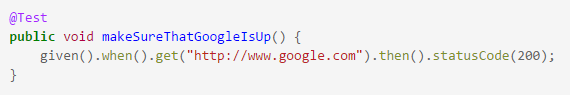 @Test
public void makeSureThatGoogleIsUp() {
    given().when().get("http://www.google.com").then().statusCode(200);
}